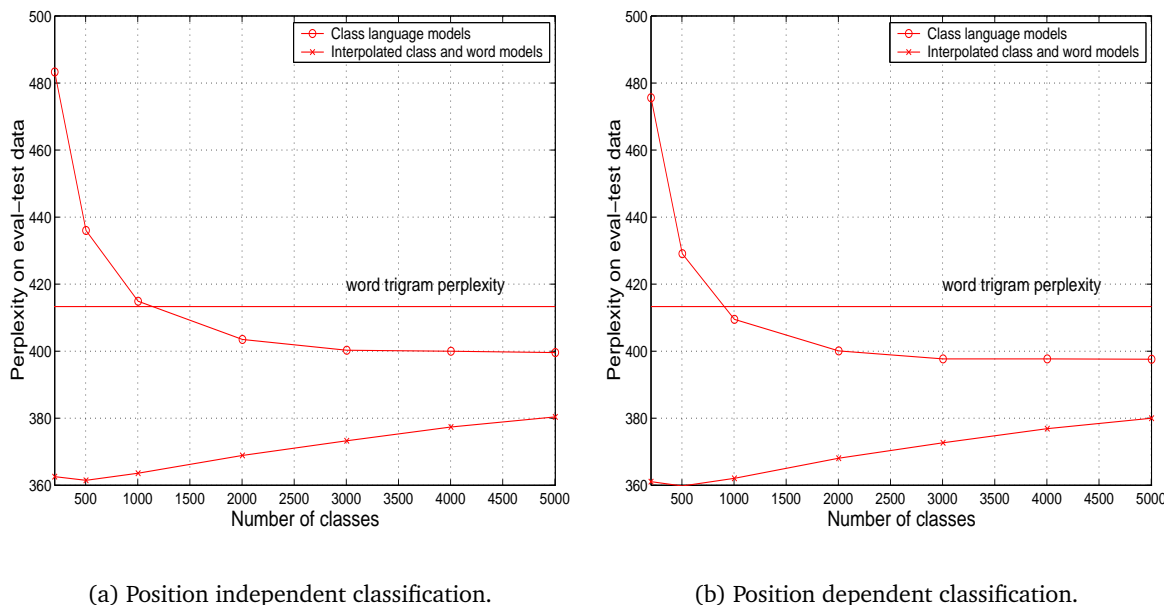 500
480
460
440
420
400
380
360
Perplexity on eval−test data
Class language models
Interpolated class and word models
word trigram perplexity
500 1000 1500 2000 2500 3000 3500 4000 4500 5000
Number of classes
(a) Position independent classification.
500
480
460
440
420
400
380
360
Perplexity on eval−test data
Class language models
Interpolated class and word models
word trigram perplexity
500 1000 1500 2000 2500 3000 3500 4000 4500 5000
Number of classes
(b) Position dependent classification.